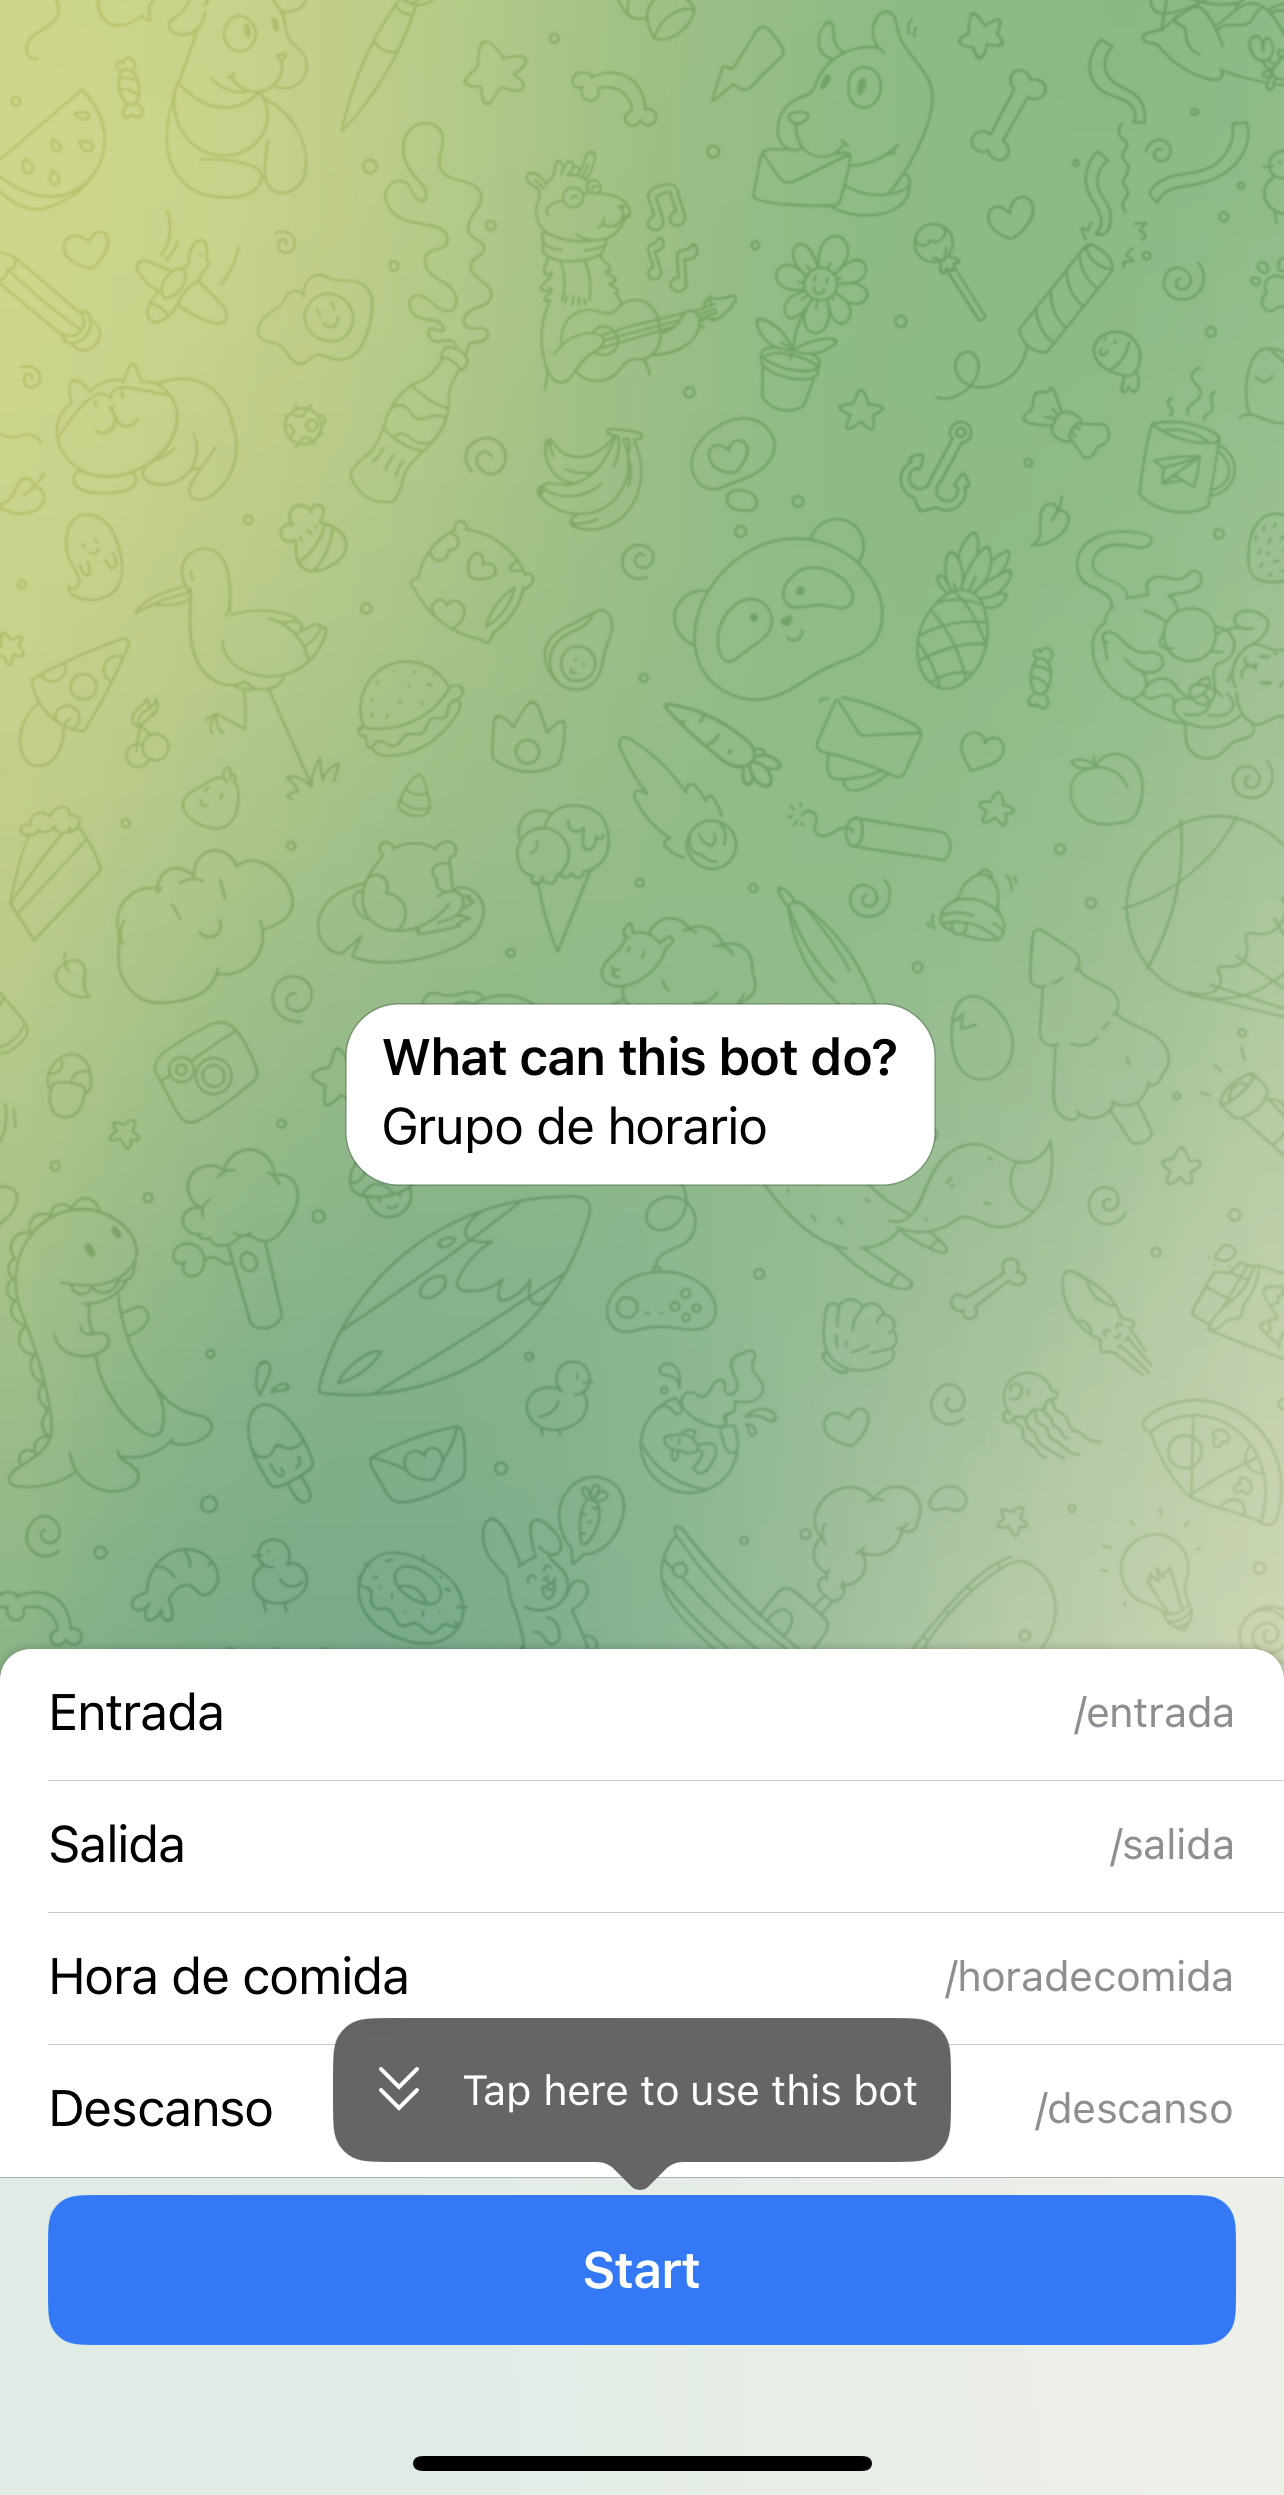 What can this bot do?
Grupo de horario
Entrada /entrada
Salida /salida
Hora de comida /horadecomida
Descanso /descanso
Tap here to use this bot
Start